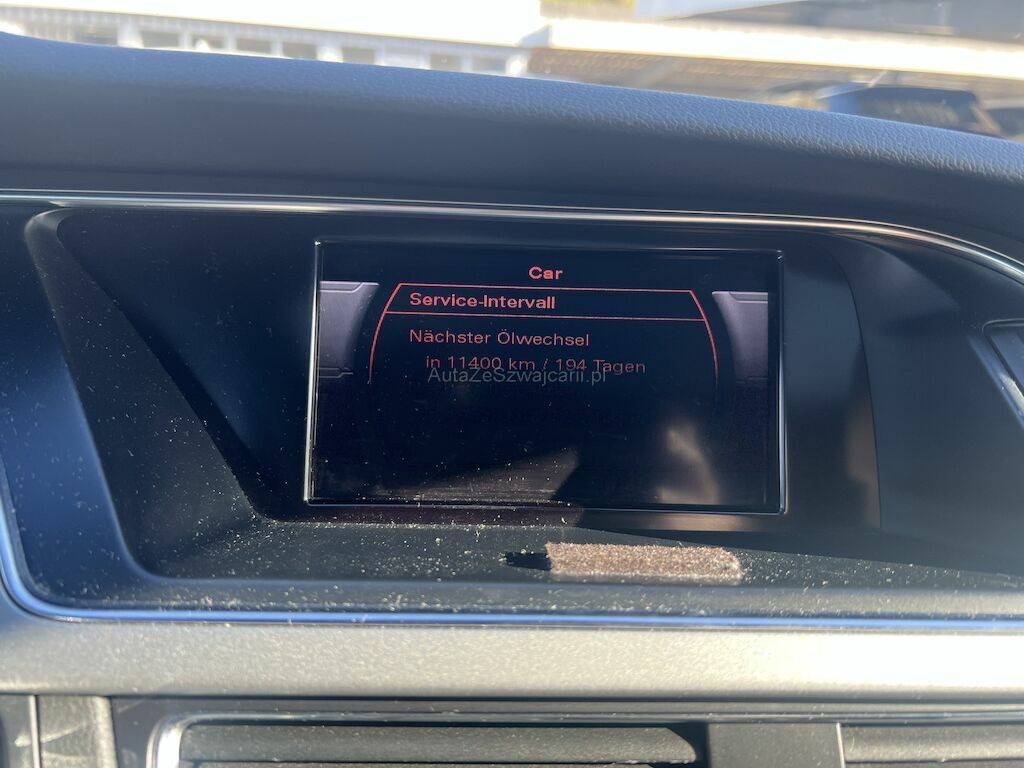 Car
Service-Intervall
Nächster Ölwechsel
in 11400 km / 194 Tagen
AutaZeSzwajcarii.pl